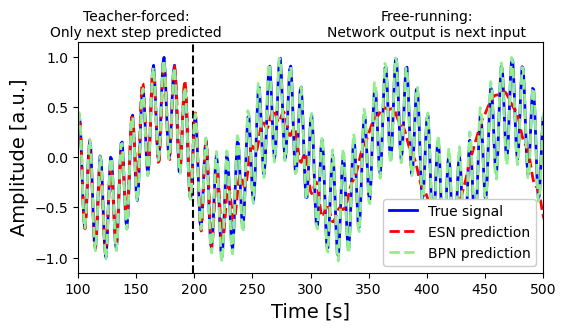 Teacher-forced:
Only next step predicted
Free-running:
Network output is next input
Amplitude [a.u.]
1.0
0.5
0.0
−0.5
−1.0
True signal
ESN prediction
BPN prediction
100
150
200
250
300
350
400
450
500
Time [s]